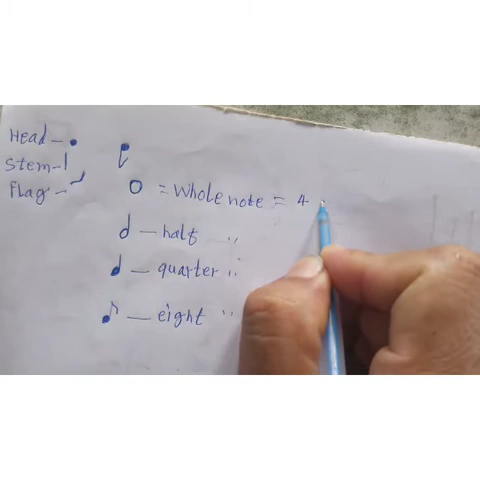 Head - •
Stem - |
Flag -
o = Whole note = 4
d — half "
d — quarter "
♪ — eight "